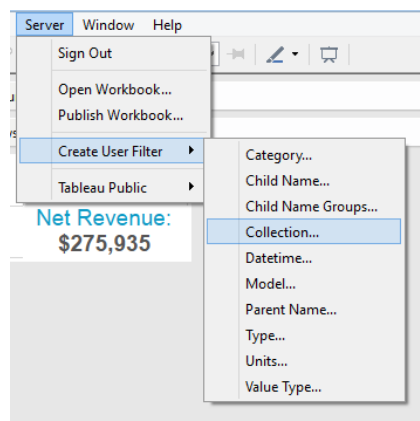 Server Window Help
Sign Out
Open Workbook...
Publish Workbook...
Create User Filter
Tableau Public
Category...
Child Name...
Child Name Groups...
Collection...
Datetime...
Model...
Parent Name...
Type...
Units...
Value Type...
Net Revenue:
$275,935